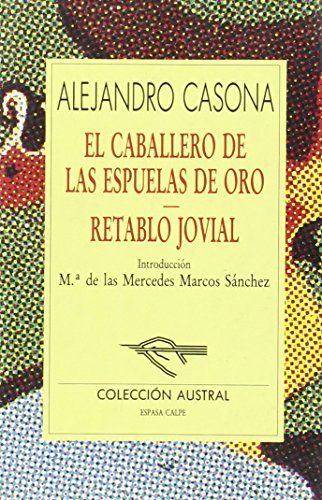 ALEJANDRO CASONA
EL CABALLERO DE
LAS ESPUELAS DE ORO
RETABLO JOVIAL
Introducción
M.ª de las Mercedes Marcos Sánchez
COLECCIÓN AUSTRAL
ESPASA CALPE